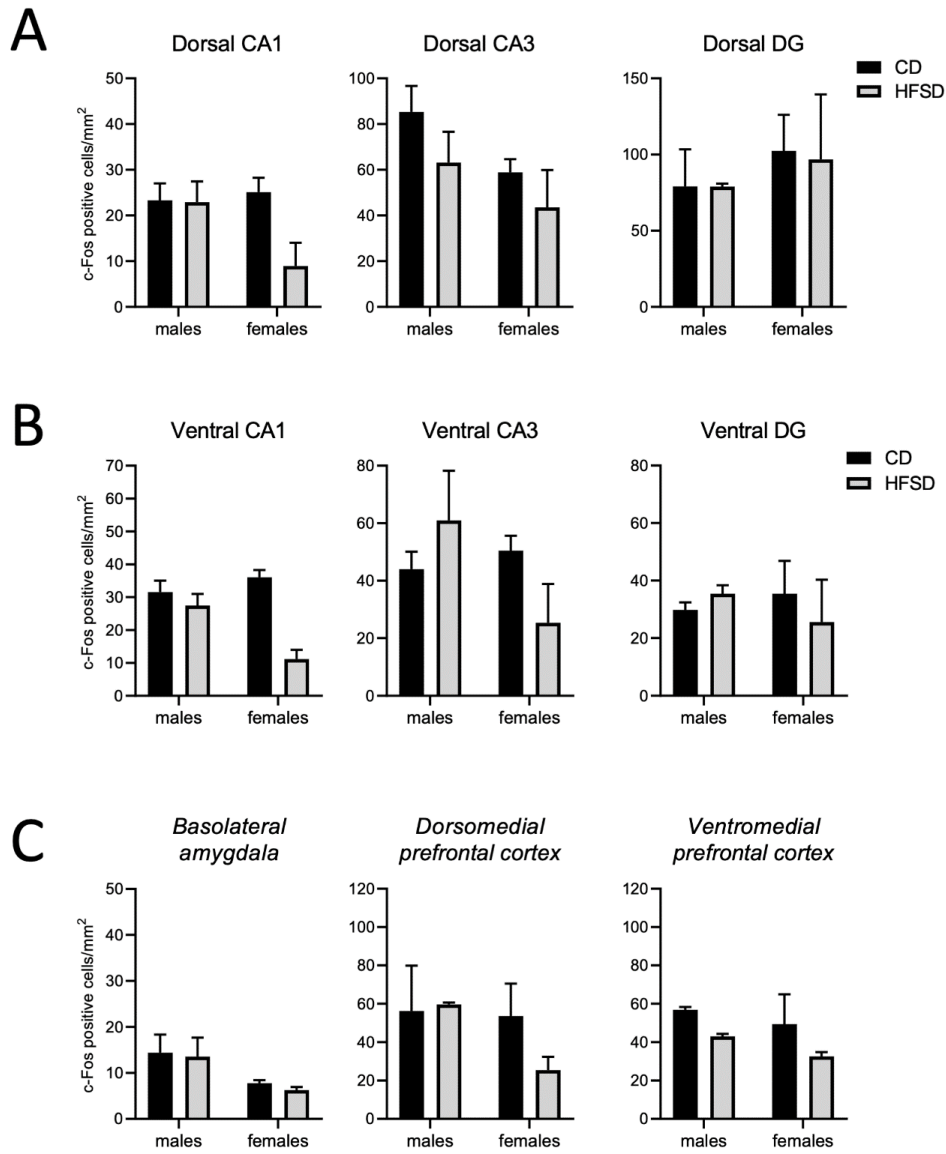 A
Dorsal CA1
Dorsal CA3
Dorsal DG
CD
HFSD
c-Fos positive cells/mm²
50
40
30
20
10
0
males
females
100
80
60
40
20
0
males
females
150
100
50
0
males
females
B
Ventral CA1
Ventral CA3
Ventral DG
CD
HFSD
c-Fos positive cells/mm²
70
60
50
40
30
20
10
0
males
females
80
60
40
20
0
males
females
80
60
40
20
0
males
females
C
Basolateral
amygdala
Dorsomedial
prefrontal cortex
Ventromedial
prefrontal cortex
c-Fos positive cells/mm²
50
40
30
20
10
0
males
females
120
100
80
60
40
20
0
males
females
120
100
80
60
40
20
0
males
females